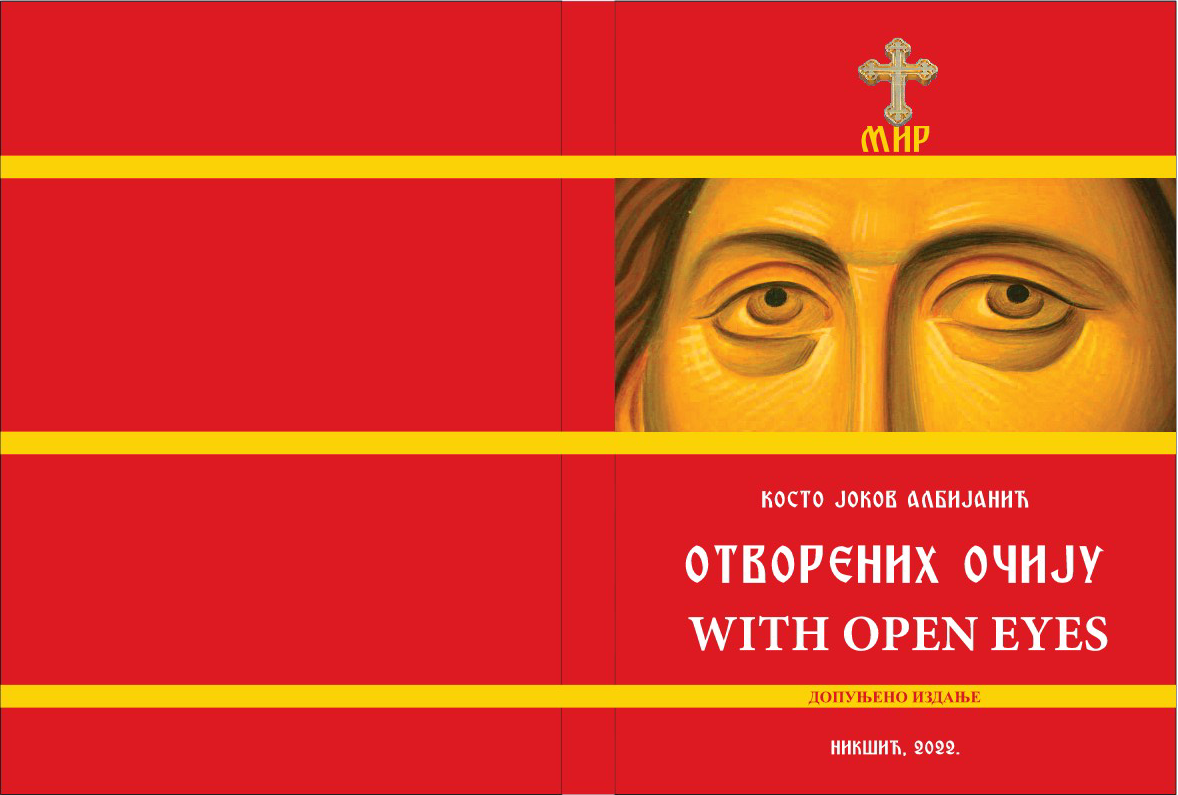 МИР
КОСТО ЈОКОВ АЛБИЈАНИЋ
ОТВОРЕНИХ ОЧИЈУ
WITH OPEN EYES
ДОПУЊЕНО ИЗДАЊЕ
НИКШИЋ, 2022.